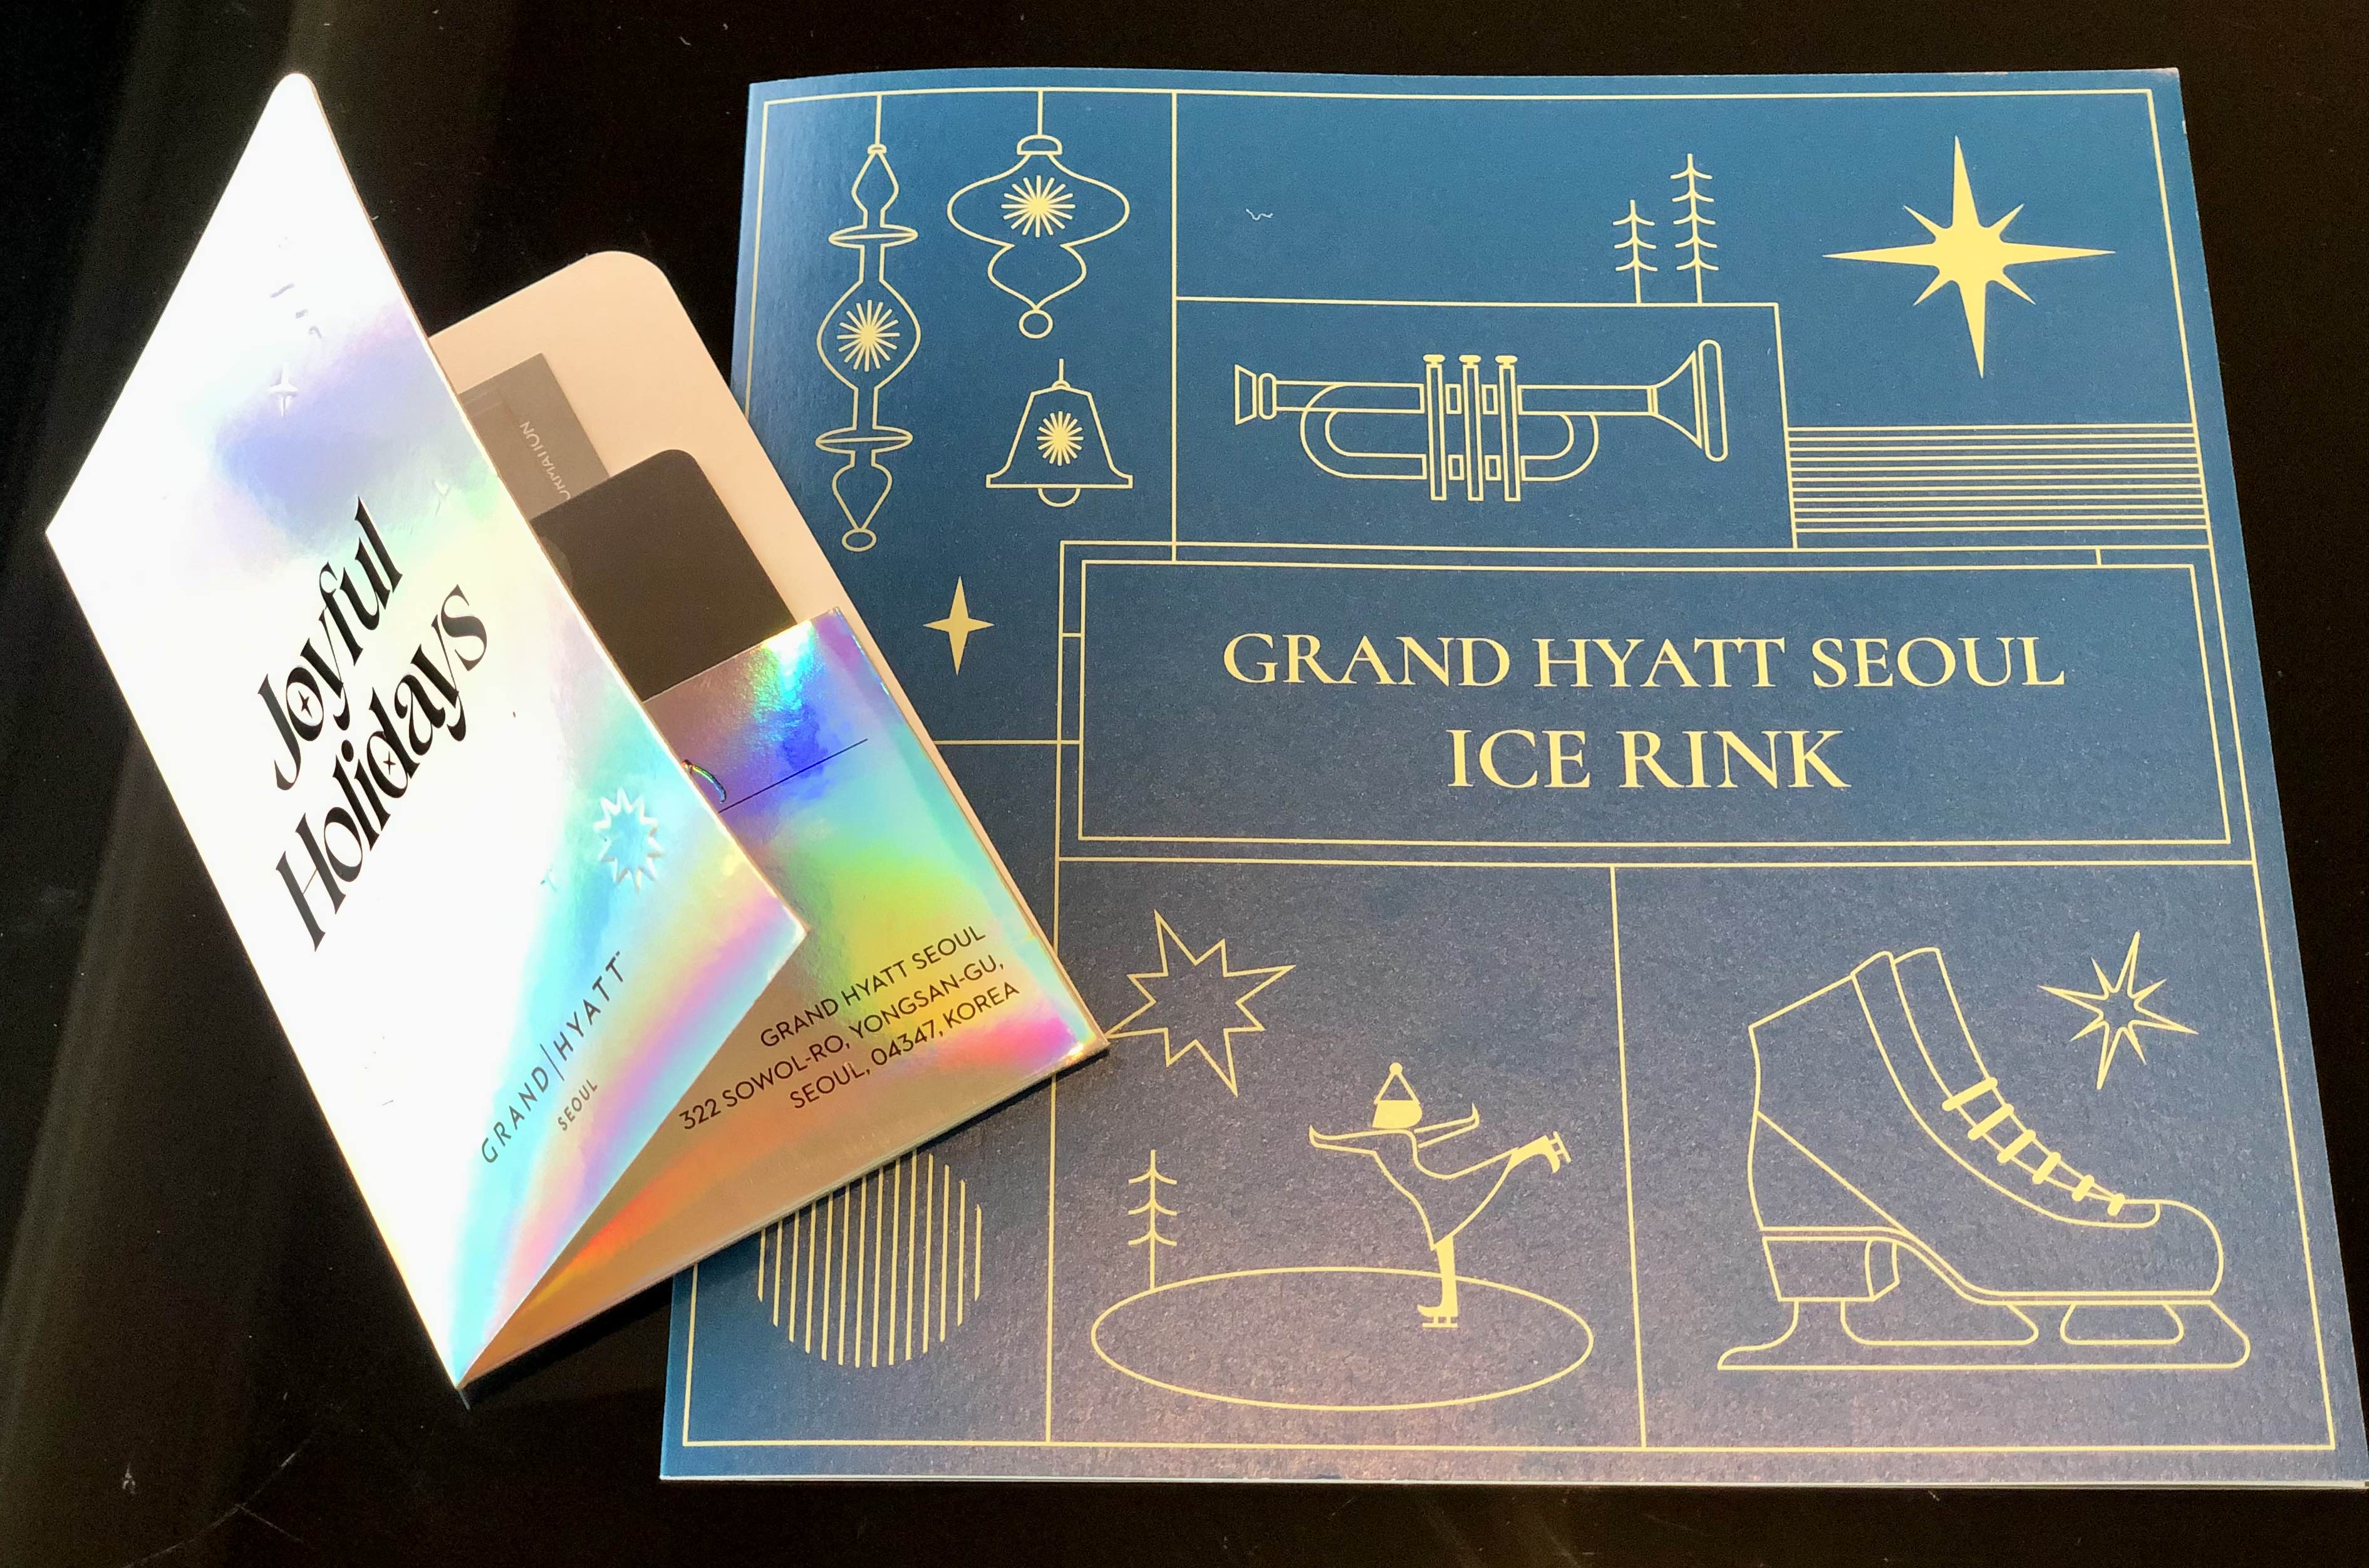 Joyful
Holidays
GRAND|HYATT
SEOUL
GRAND HYATT SEOUL
322 SOWOL-RO, YONGSAN-GU,
SEOUL, 04347, KOREA
GRAND HYATT SEOUL
ICE RINK